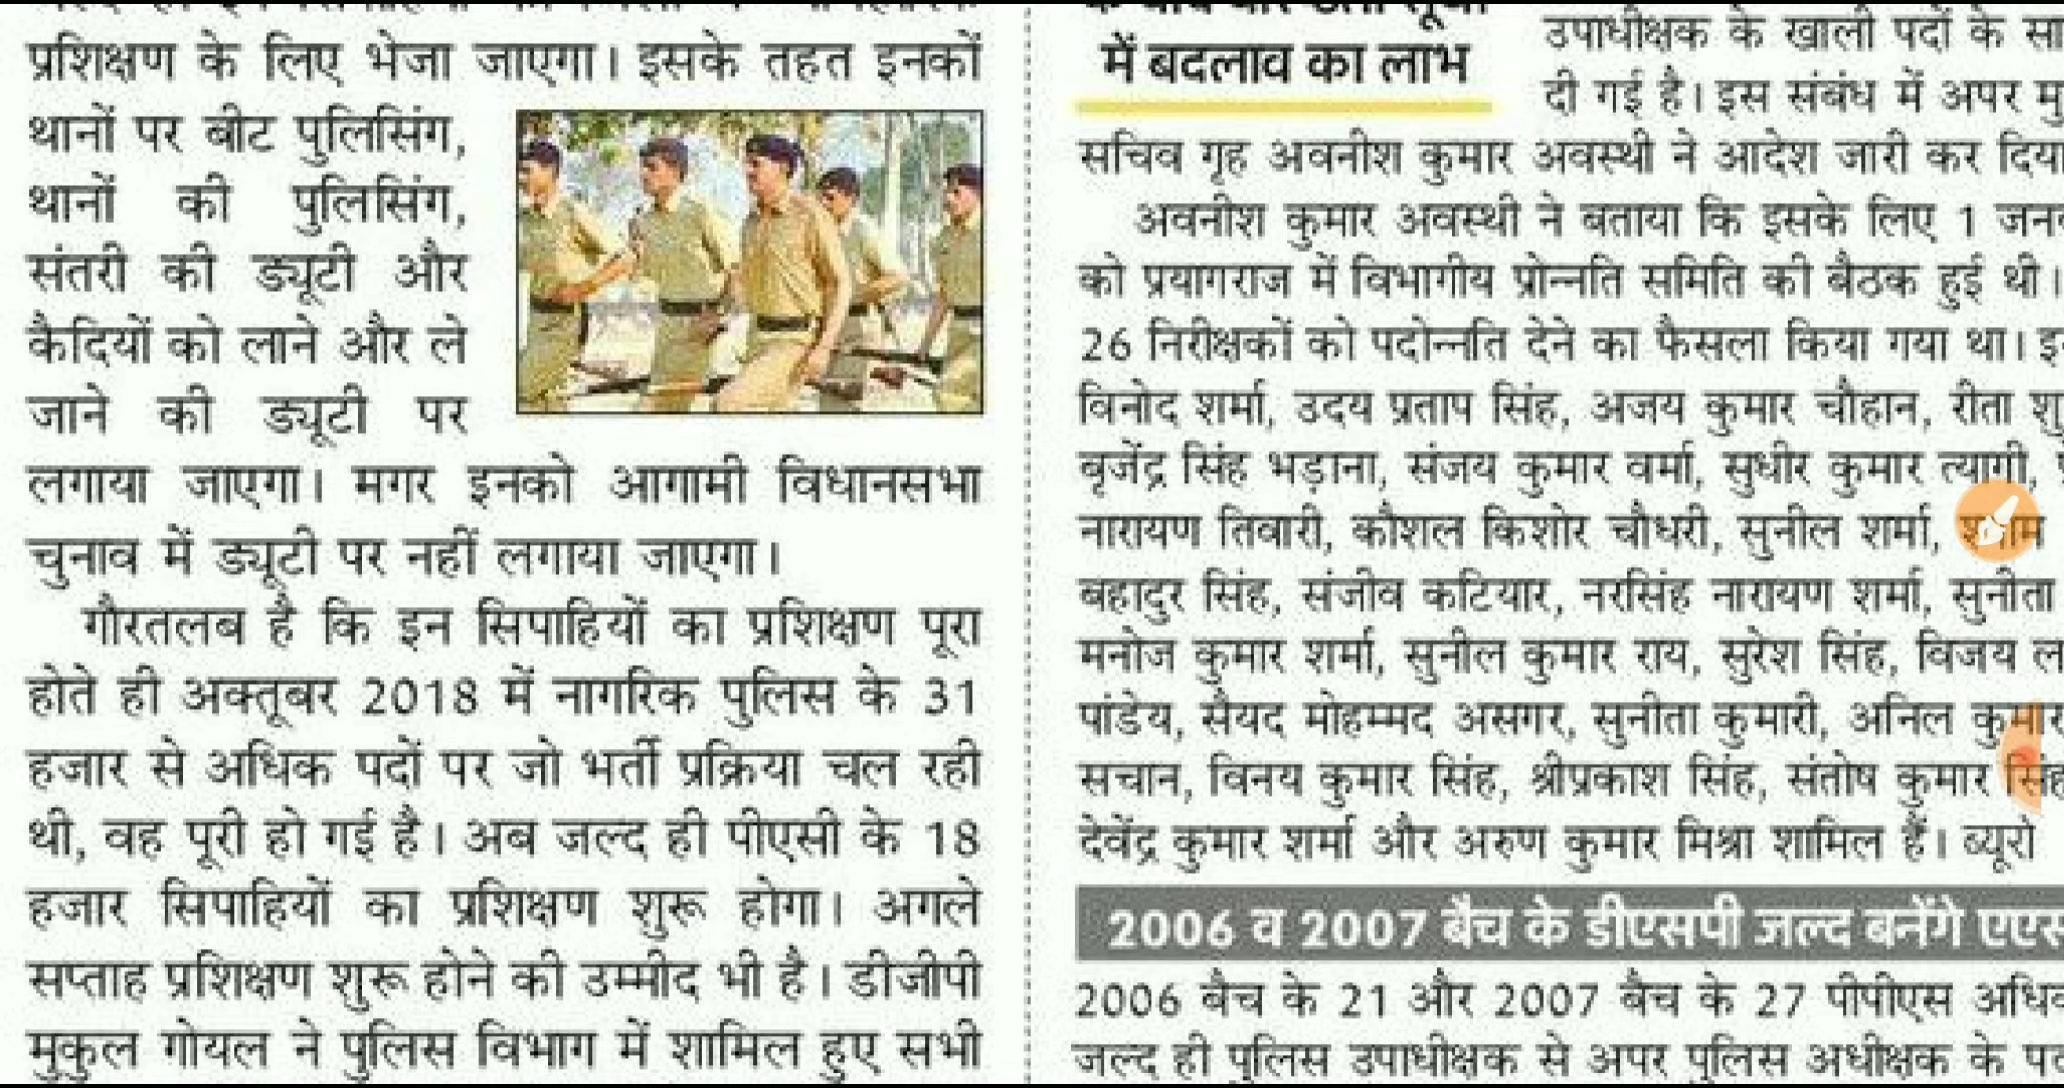 प्रशिक्षण के लिए भेजा जाएगा। इसके तहत इनकों
थानों पर बीट पुलिसिंग,
थानों की पुलिसिंग,
संतरी की ड्यूटी और
कैदियों को लाने और ले
जाने की ड्यूटी पर
लगाया जाएगा। मगर इनको आगामी विधानसभा
चुनाव में ड्यूटी पर नहीं लगाया जाएगा।
गौरतलब है कि इन सिपाहियों का प्रशिक्षण पूरा
होते ही अक्तूबर 2018 में नागरिक पुलिस के 31
हजार से अधिक पदों पर जो भर्ती प्रक्रिया चल रही
थी, वह पूरी हो गई है। अब जल्द ही पीएसी के 18
हजार सिपाहियों का प्रशिक्षण शुरू होगा। अगले
सप्ताह प्रशिक्षण शुरू होने की उम्मीद भी है। डीजीपी
मुकुल गोयल ने पुलिस विभाग में शामिल हुए सभी
में बदलाव का लाभ
उपाधीक्षक के खाली पदों के
दी गई है। इस संबंध में अपर
सचिव गृह अवनीश कुमार अवस्थी ने आदेश जारी कर दिया
अवनीश कुमार अवस्थी ने बताया कि इसके लिए 1
को प्रयागराज में विभागीय प्रोन्नति समिति की बैठक हुई थी।
26 निरीक्षकों को पदोन्नति देने का फैसला किया गया था।
विनोद शर्मा, उदय प्रताप सिंह, अजय कुमार चौहान, रीता
बृजेंद्र सिंह भड़ाना, संजय कुमार वर्मा, सुधीर कुमार त्यागी,
नारायण तिवारी, कौशल किशोर चौधरी, सुनील शर्मा,
बहादुर सिंह, संजीव कटियार, नरसिंह नारायण शर्मा, सुनीता
मनोज कुमार शर्मा, सुनील कुमार राय, सुरेश सिंह, विजय
पांडेय, सैयद मोहम्मद असगर, सुनीता कुमारी, अनिल कुमार
सचान, विनय कुमार सिंह, श्रीप्रकाश सिंह, संतोष कुमार सिंह
देवेंद्र कुमार शर्मा और अरुण कुमार मिश्रा शामिल हैं। ब्यूरो
2006 व 2007 बैच के डीएसपी जल्द बनेंगे
2006 बैच के 21 और 2007 बैच के 27 पीपीएस
जल्द ही पुलिस उपाधीक्षक से अपर पुलिस अधीक्षक के